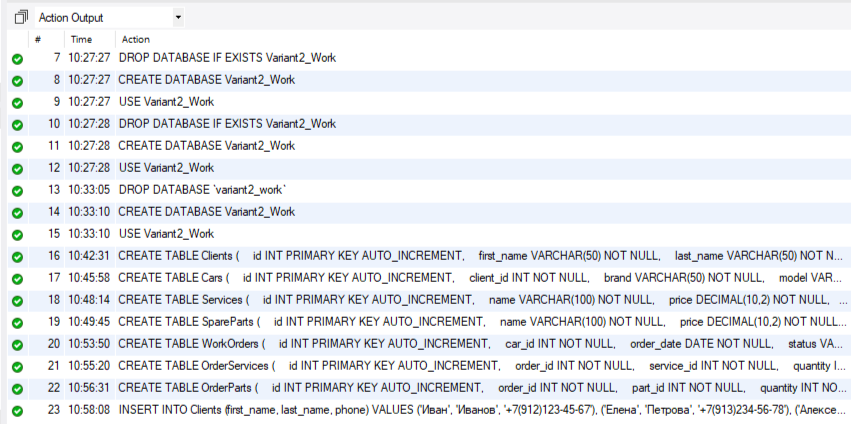 Action Output
# Time Action
7 10:27:27 DROP DATABASE IF EXISTS Variant2_Work
8 10:27:27 CREATE DATABASE Variant2_Work
9 10:27:27 USE Variant2_Work
10 10:27:28 DROP DATABASE IF EXISTS Variant2_Work
11 10:27:28 CREATE DATABASE Variant2_Work
12 10:27:28 USE Variant2_Work
13 10:33:05 DROP DATABASE `variant2_work`
14 10:33:10 CREATE DATABASE Variant2_Work
15 10:33:10 USE Variant2_Work
16 10:42:31 CREATE TABLE Clients ( id INT PRIMARY KEY AUTO_INCREMENT, first_name VARCHAR(50) NOT NULL, last_name VARCHAR(50) NOT N...
17 10:45:58 CREATE TABLE Cars ( id INT PRIMARY KEY AUTO_INCREMENT, client_id INT NOT NULL, brand VARCHAR(50) NOT NULL, model VAR...
18 10:48:14 CREATE TABLE Services ( id INT PRIMARY KEY AUTO_INCREMENT, name VARCHAR(100) NOT NULL, price DECIMAL(10,2) NOT NULL, ...
19 10:49:45 CREATE TABLE SpareParts ( id INT PRIMARY KEY AUTO_INCREMENT, name VARCHAR(100) NOT NULL, price DECIMAL(10,2) NOT NULL...
20 10:53:50 CREATE TABLE WorkOrders ( id INT PRIMARY KEY AUTO_INCREMENT, car_id INT NOT NULL, order_date DATE NOT NULL, status VA...
21 10:55:20 CREATE TABLE OrderServices ( id INT PRIMARY KEY AUTO_INCREMENT, order_id INT NOT NULL, service_id INT NOT NULL, quantity I...
22 10:56:31 CREATE TABLE OrderParts ( id INT PRIMARY KEY AUTO_INCREMENT, order_id INT NOT NULL, part_id INT NOT NULL, quantity INT NO...
23 10:58:08 INSERT INTO Clients (first_name, last_name, phone) VALUES ('Иван', 'Иванов', '+7(912)123-45-67'), ('Елена', 'Петрова', '+7(913)234-56-78'), ('Алексе...